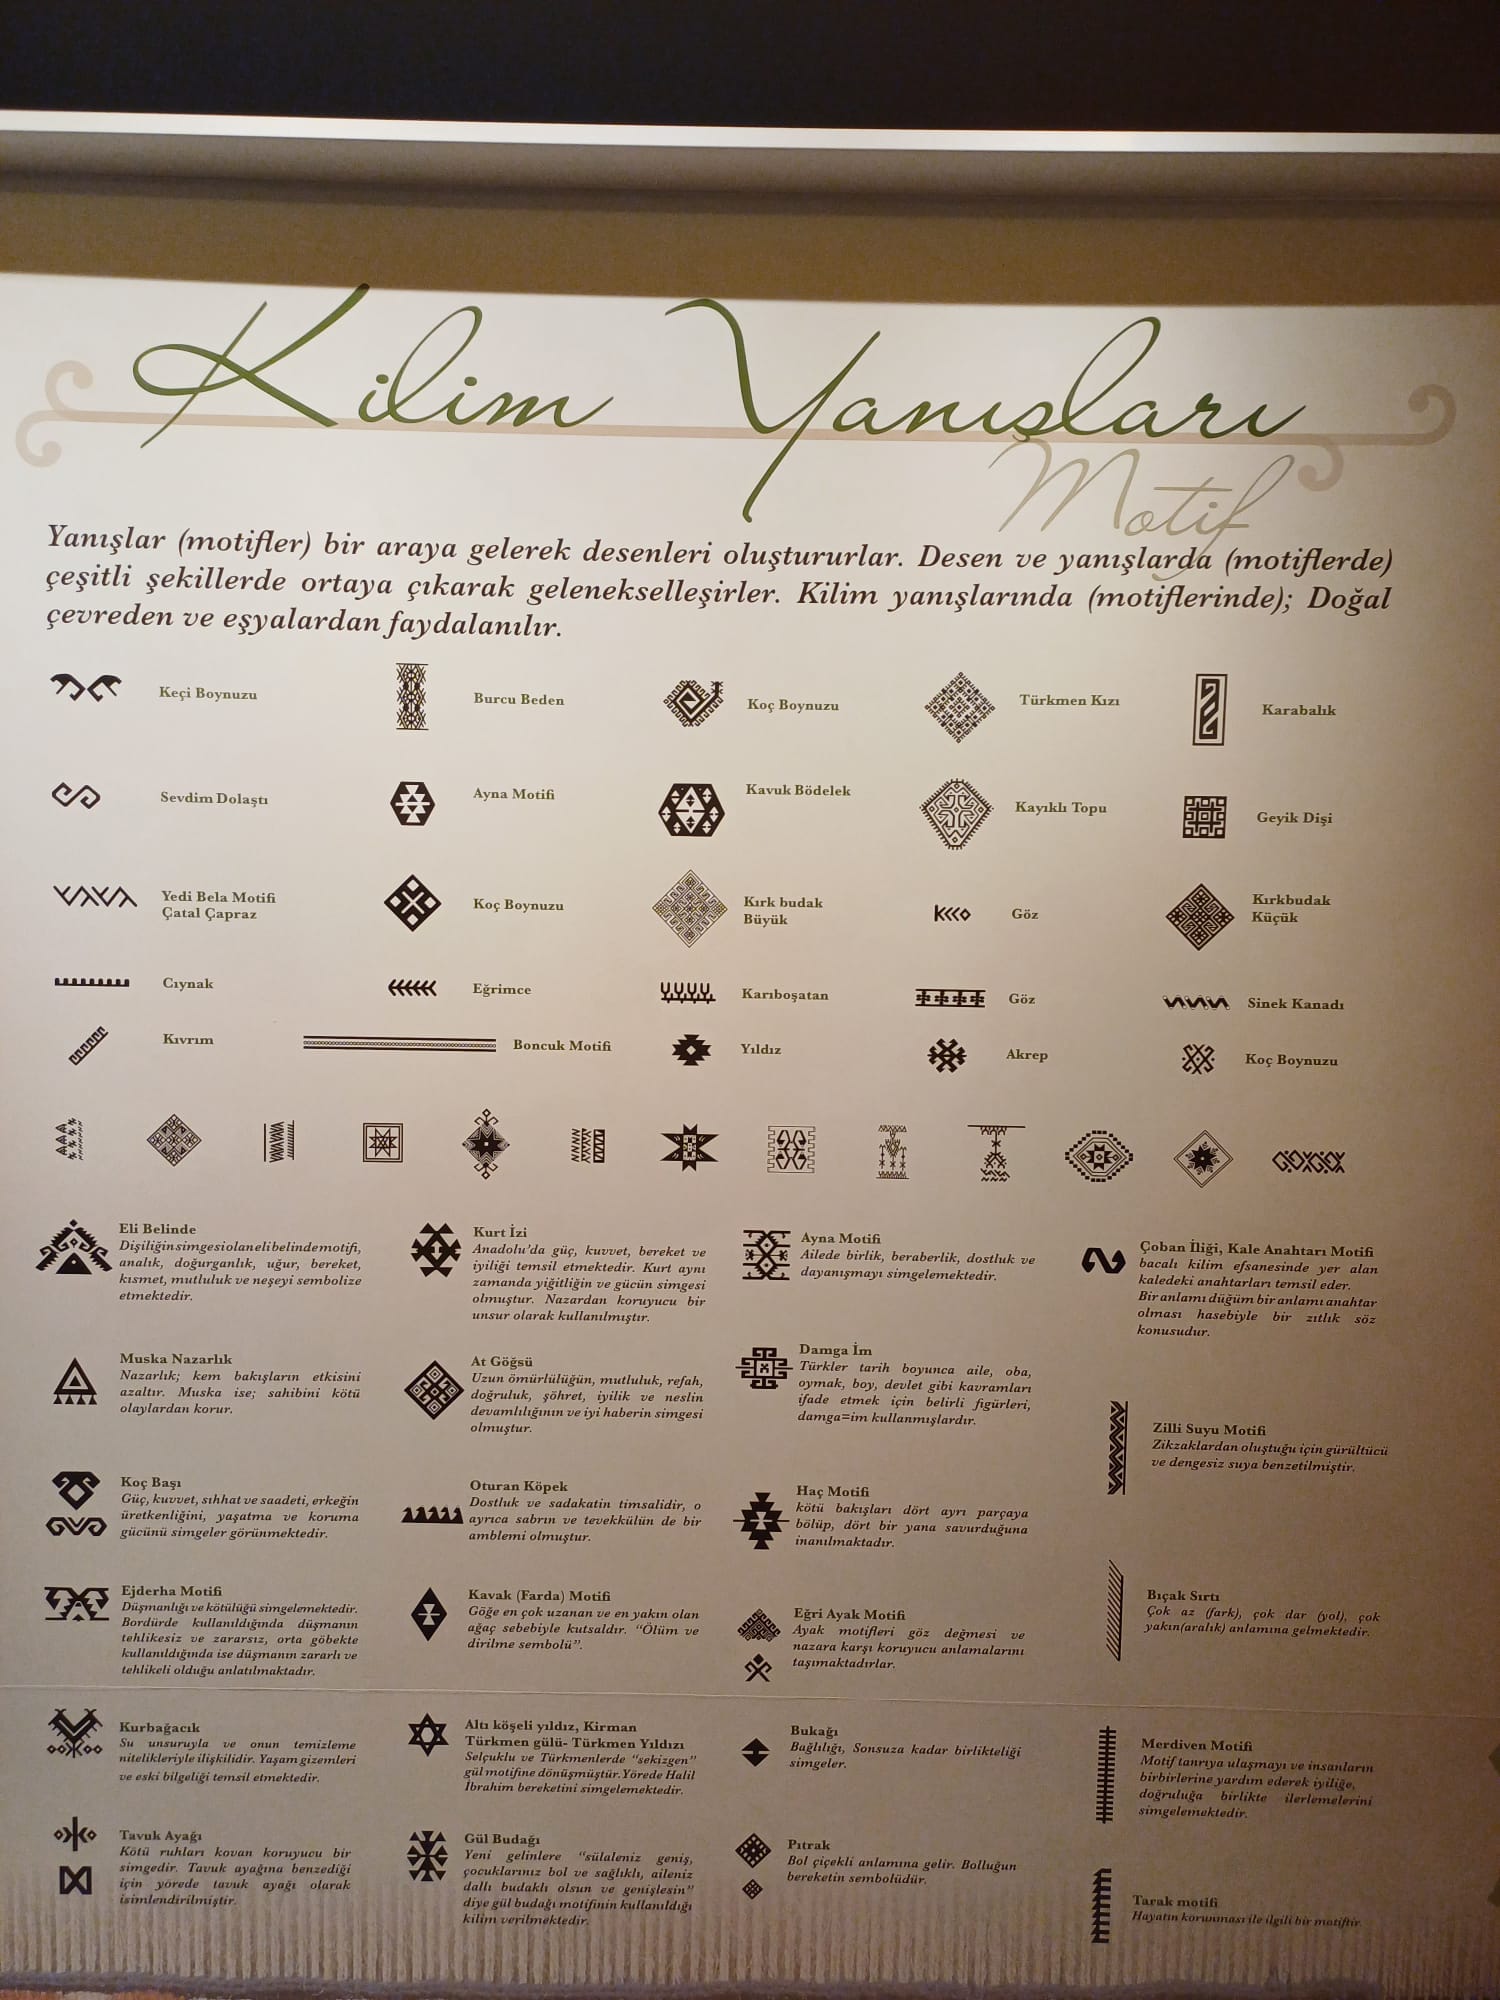 Kilim Yanışları
Motif
Yanışlar (motifler) bir araya gelerek desenleri oluştururlar. Desen ve yanışlarda (motiflerde)
çeşitli şekillerde ortaya çıkarak gelenekselleşirler. Kilim yanışlarında (motiflerinde); Doğal
çevreden ve eşyalardan faydalanılır.
Keçi Boynuzu
Burcu Beden
Koç Boynuzu
Türkmen Kızı
Karabalık
Sevdim Dolaştı
Ayna Motifi
Kavuk Bödelek
Kayıklı Topu
Geyik Dişi
Yedi Bela Motifi
Çatal Çapraz
Koç Boynuzu
Kırk budak
Büyük
Göz
Kırkbudak
Küçük
Cıynak
Eğrimce
Karıboşatan
Göz
Sinek Kanadı
Kıvrım
Boncuk Motifi
Yıldız
Akrep
Koç Boynuzu
Eli Belinde
Dişiliğin simgesi olan eli belinde motifi,
analık, doğurganlık, uğur, bereket,
kısmet, mutluluk ve neşeyi sembolize
etmektedir.
Muska Nazarlık
Nazarlık; kem bakışların etkisini
azaltır. Muska ise; sahibini kötü
olaylardan korur.
Koç Başı
Güç, kuvvet, sıhhat ve saadeti, erkeğin
üretkenliğini, yaşatma ve koruma
gücünü simgeler görünmektedir.
Ejderha Motifi
Düşmanlığı ve kötülüğü simgelemektedir.
Bordürde kullanıldığında düşmanın
tehlikesiz ve zararsız, orta göbekte
kullanıldığında ise düşmanın zararlı ve
tehlikeli olduğu anlatılmaktadır.
Kurbağacık
Su unsuruyla ve onun temizleme
nitelikleriyle ilişkilidir. Yaşam gizemleri
ve eski bilgeliği temsil etmektedir.
Tavuk Ayağı
Kötü ruhları kovan koruyucu bir
simgedir. Tavuk ayağına benzediği
için yörede tavuk ayağı olarak
isimlendirilmiştir.
Kurt İzi
Anadolu'da güç, kuvvet, bereket ve
iyiliği temsil etmektedir. Kurt aynı
zamanda yiğitliğin ve gücün simgesi
olmuştur. Nazardan koruyucu bir
unsur olarak kullanılmıştır.
At Göğsü
Uzun ömürlülüğün, mutluluk, refah,
doğruluk, şöhret, iyilik ve neslin
devamlılığının ve iyi haberin simgesi
olmuştur.
Oturan Köpek
Dostluk ve sadakatin timsalidir, o
ayrıca sabrın ve tevekkülün de bir
amblemi olmuştur.
Kavak (Farda) Motifi
Göğe en çok uzanan ve en yakın olan
ağaç sebebiyle kutsaldır. “Ölüm ve
dirilme sembolü”.
Altı köşeli yıldız, Kirman
Türkmen gülü- Türkmen Yıldızı
Selçuklu ve Türkmenlerde “sekizgen”
gül motifine dönüşmüştür. Yörede Halil
İbrahim bereketini simgelemektedir.
Gül Budağı
Yeni gelinlere “sülaleniz geniş,
çocuklarınız bol ve sağlıklı, aileniz
dallı budaklı olsun ve genişlesin”
diye gül budağı motifinin kullanıldığı
kilim verilmektedir.
Ayna Motifi
Ailede birlik, beraberlik, dostluk ve
dayanışmayı simgelemektedir.
Damga İm
Türkler tarih boyunca aile, oba,
oymak, boy, devlet gibi kavramları
ifade etmek için belirli figürleri,
damga=im kullanmışlardır.
Haç Motifi
kötü bakışları dört ayrı parçaya
bölüp, dört bir yana savurduğuna
inanılmaktadır.
Eğri Ayak Motifi
Ayak motifleri göz değmesi ve
nazara karşı koruyucu anlamalarını
taşımaktadırlar.
Bukağı
Bağlılığı, Sonsuza kadar birlikteliği
simgeler.
Pıtrak
Bol çiçekli anlamına gelir. Bolluğun
bereketin sembolüdür.
Çoban İliği, Kale Anahtarı Motifi
bacalı kilim efsanesinde yer alan
kaledeki anahtarları temsil eder.
Bir anlamı düğüm bir anlamı anahtar
olması hasebiyle bir zıtlık söz
konusudur.
Zilli Suyu Motifi
Zikzaklardan oluştuğu için gürültücü
ve dengesiz suya benzetilmiştir.
Bıçak Sırtı
Çok az (fark), çok dar (yol), çok
yakın(aralık) anlamına gelmektedir.
Merdiven Motifi
Motif tanrıya ulaşmayı ve insanların
birbirlerine yardım ederek iyiliğe,
doğruluğa birlikte ilerlemelerini
simgelemektedir.
Tarak motifi
Hayatın korunması ile ilgili bir motiftir.